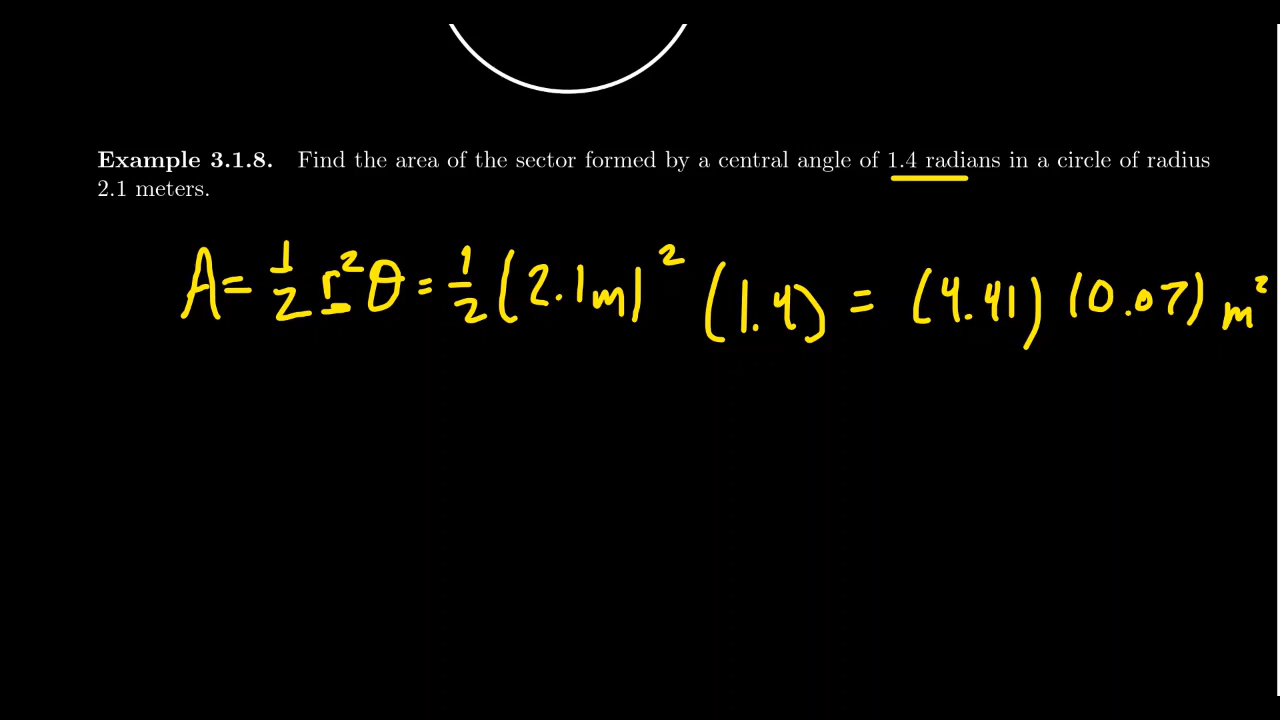 Example 3.1.8. Find the area of the sector formed by a central angle of 1.4 radians in a circle of radius
2.1 meters.
A = 1/2 r² θ = 1/2 (2.1m)² (1.4) = (4.41) (0.07) m²